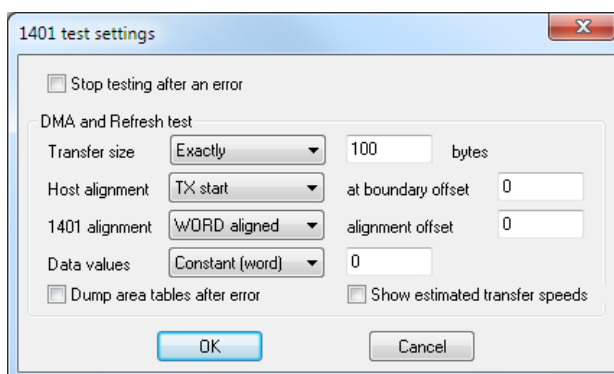 1401 test settings
Stop testing after an error
DMA and Refresh test
Transfer size Exactly 100 bytes
Host alignment TX start at boundary offset 0
1401 alignment WORD aligned alignment offset 0
Data values Constant (word) 0
Dump area tables after error Show estimated transfer speeds
OK Cancel